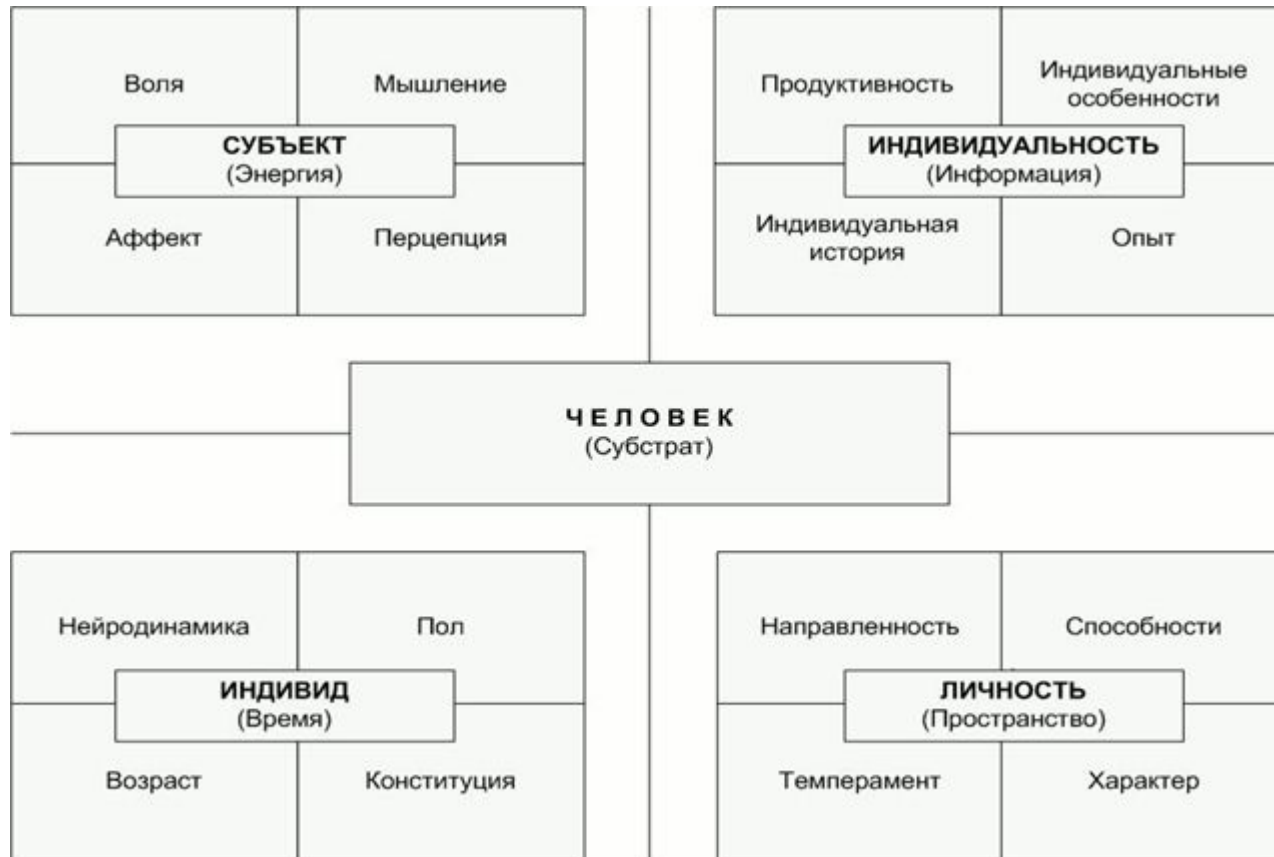 Воля
Мышление
СУБЪЕКТ
(Энергия)
Аффект
Перцепция
Продуктивность
Индивидуальные
особенности
ИНДИВИДУАЛЬНОСТЬ
(Информация)
Индивидуальная
история
Опыт
ЧЕЛОВЕК
(Субстрат)
Нейродинамика
Пол
ИНДИВИД
(Время)
Возраст
Конституция
Направленность
Способности
ЛИЧНОСТЬ
(Пространство)
Темперамент
Характер